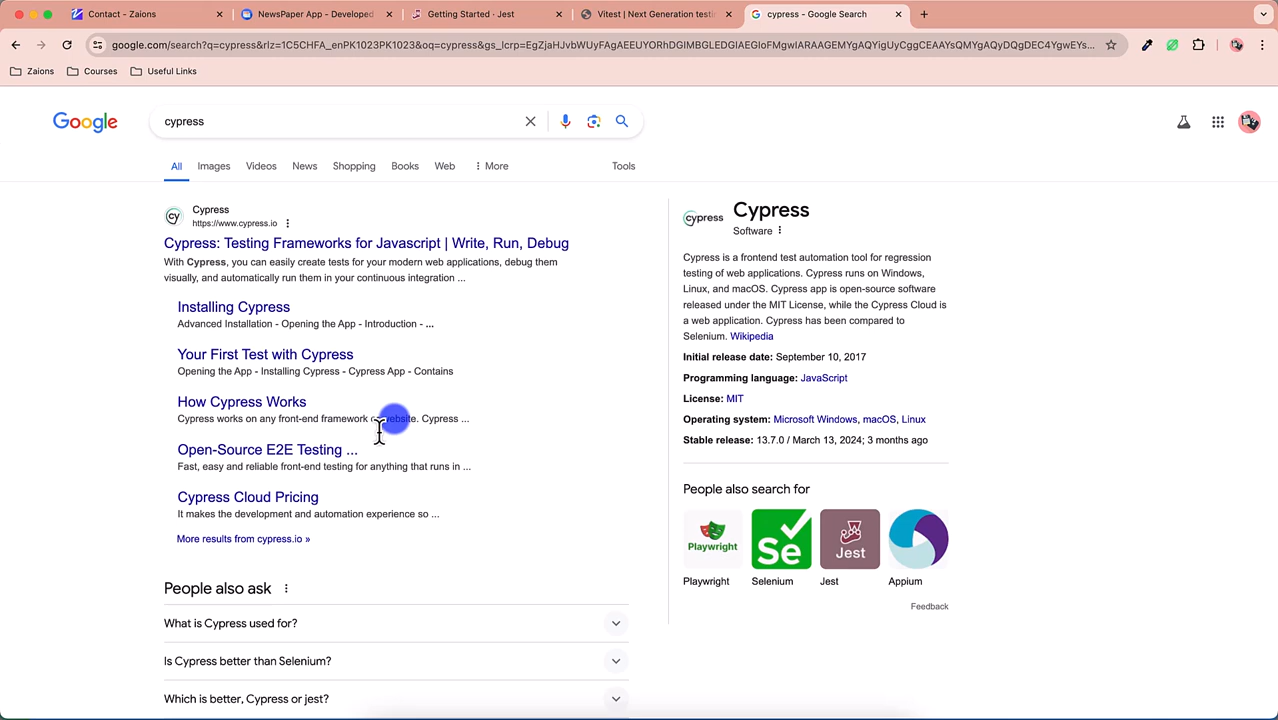 Contact - Zaions
NewsPaper App - Developed
Getting Started · Jest
Vitest | Next Generation testi
cypress - Google Search
google.com/search?q=cypress&rlz=1C5CHFA_enPK1023PK1023&oq=cypress&gs_lcrp=EgZjaHJvbWUyFAgAEEUYORhDGIMBGLEDGIAEGIoFMgwIARAAGEMYgAQYigUyCggCEAAYsQMYgAQyDQgDEC4YgwEYs...
Zaions
Courses
Useful Links
Google
cypress
All
Images
Videos
News
Shopping
Books
Web
More
Tools
cy
Cypress
https://www.cypress.io
Cypress: Testing Frameworks for Javascript | Write, Run, Debug
With Cypress, you can easily create tests for your modern web applications, debug them
visually, and automatically run them in your continuous integration ...
Installing Cypress
Advanced Installation - Opening the App - Introduction - ...
Your First Test with Cypress
Opening the App - Installing Cypress - Cypress App - Contains
How Cypress Works
Cypress works on any front-end framework or website. Cypress ...
Open-Source E2E Testing ...
Fast, easy and reliable front-end testing for anything that runs in ...
Cypress Cloud Pricing
It makes the development and automation experience so ...
More results from cypress.io »
People also ask
What is Cypress used for?
Is Cypress better than Selenium?
Which is better, Cypress or jest?
cypress
Cypress
Software
Cypress is a frontend test automation tool for regression
testing of web applications. Cypress runs on Windows,
Linux, and macOS. Cypress app is open-source software
released under the MIT License, while the Cypress Cloud is
a web application. Cypress has been compared to
Selenium. Wikipedia
Initial release date: September 10, 2017
Programming language: JavaScript
License: MIT
Operating system: Microsoft Windows, macOS, Linux
Stable release: 13.7.0 / March 13, 2024; 3 months ago
People also search for
Playwright
Se
Jest
Playwright
Selenium
Jest
Appium
Feedback